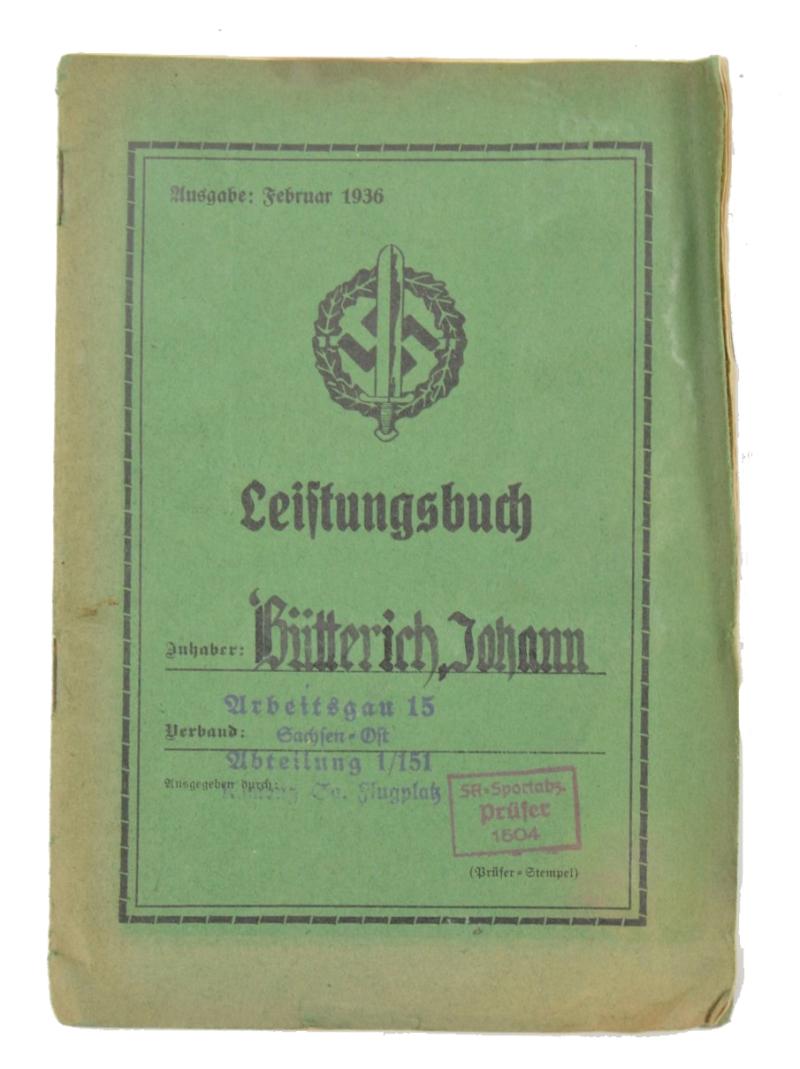 Ausgabe: Februar 1936
Leistungsbuch
Inhaber: Bütterich, Johann
Arbeitsgau 15
Verband: Sachsen-Ost
Abteilung 1/151
Ausgegeben durch: Flugplatz
SA-Sportabz.
Prüfer
1504
(Prüfer-Stempel)